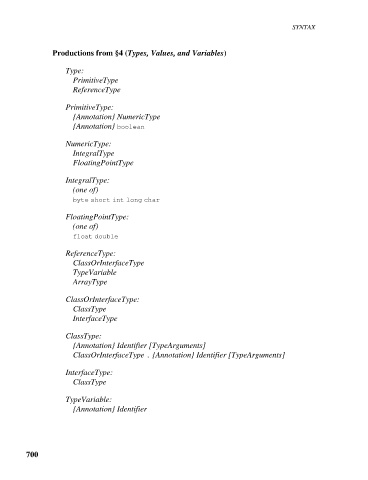 SYNTAX
Productions from §4 (Types, Values, and Variables)
Type:
PrimitiveType
ReferenceType
PrimitiveType:
{Annotation} NumericType
{Annotation} boolean
NumericType:
IntegralType
FloatingPointType
IntegralType:
(one of)
byte short int long char
FloatingPointType:
(one of)
float double
ReferenceType:
ClassOrInterfaceType
TypeVariable
ArrayType
ClassOrInterfaceType:
ClassType
InterfaceType
ClassType:
{Annotation} Identifier [TypeArguments]
ClassOrInterfaceType . {Annotation} Identifier [TypeArguments]
InterfaceType:
ClassType
TypeVariable:
{Annotation} Identifier
700